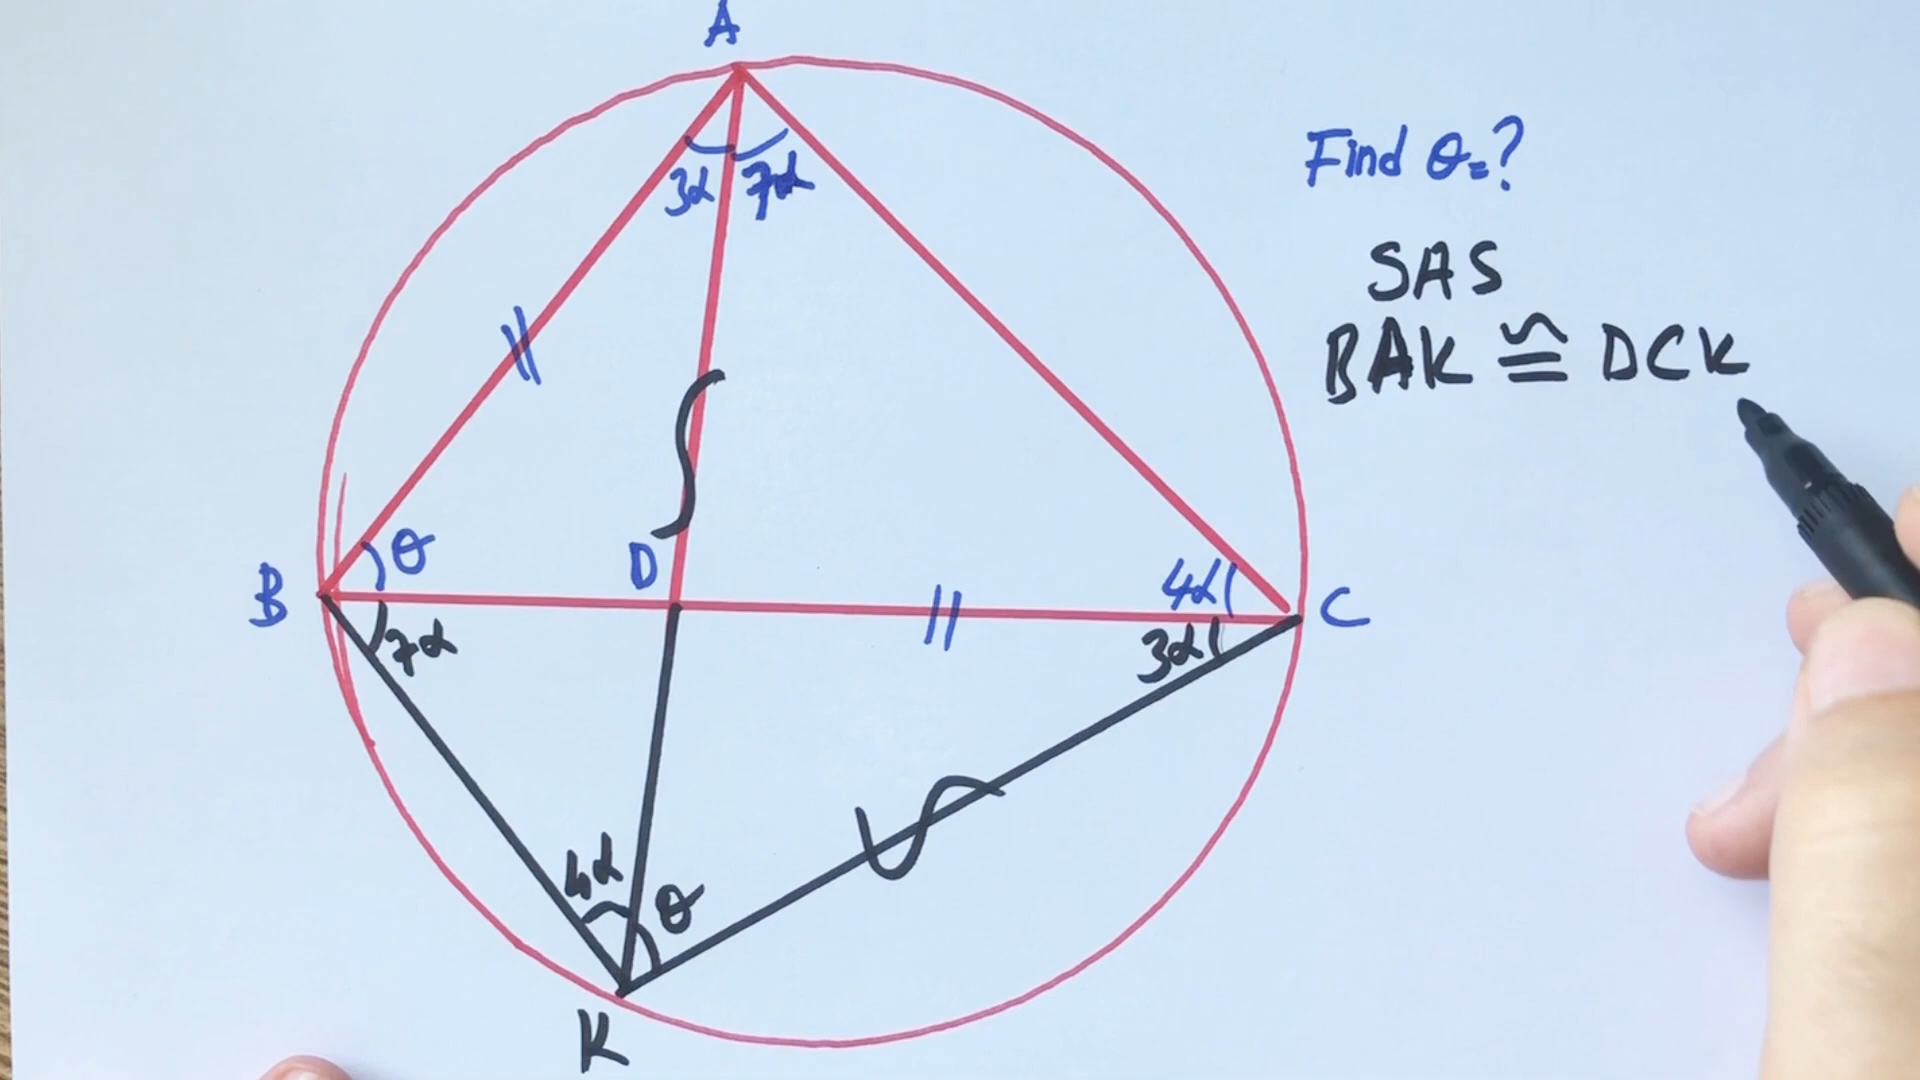 A
Find θ=?
3α 7α
SAS
BAK ≅ DCK
B θ D 4α C
7α 3α
4α θ
K